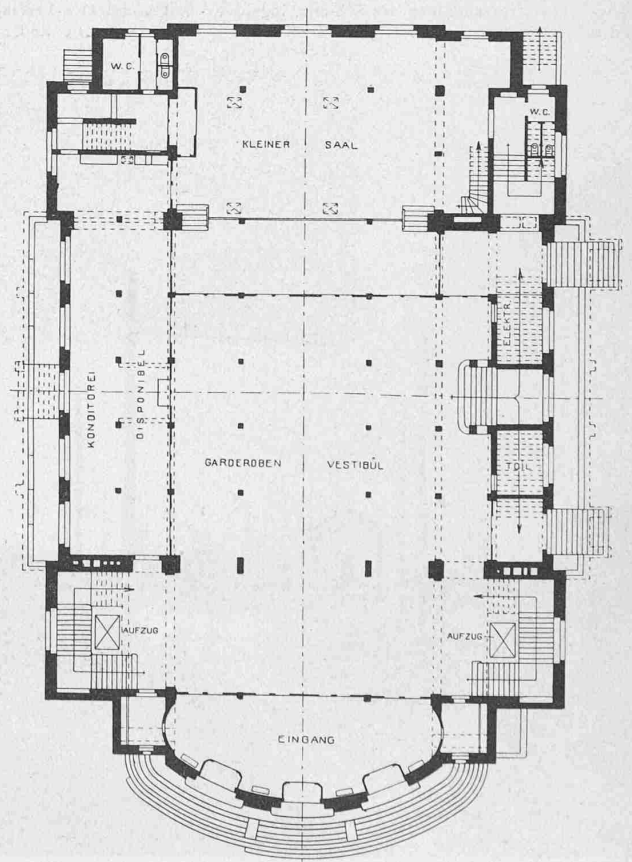 W.C.
W.C.
KLEINER SAAL
ELEKTR.
KONDITOREI
DISPONIBEL
GARDEROBEN VESTIBÜL
TOIL.
AUFZUG
AUFZUG
EINGANG